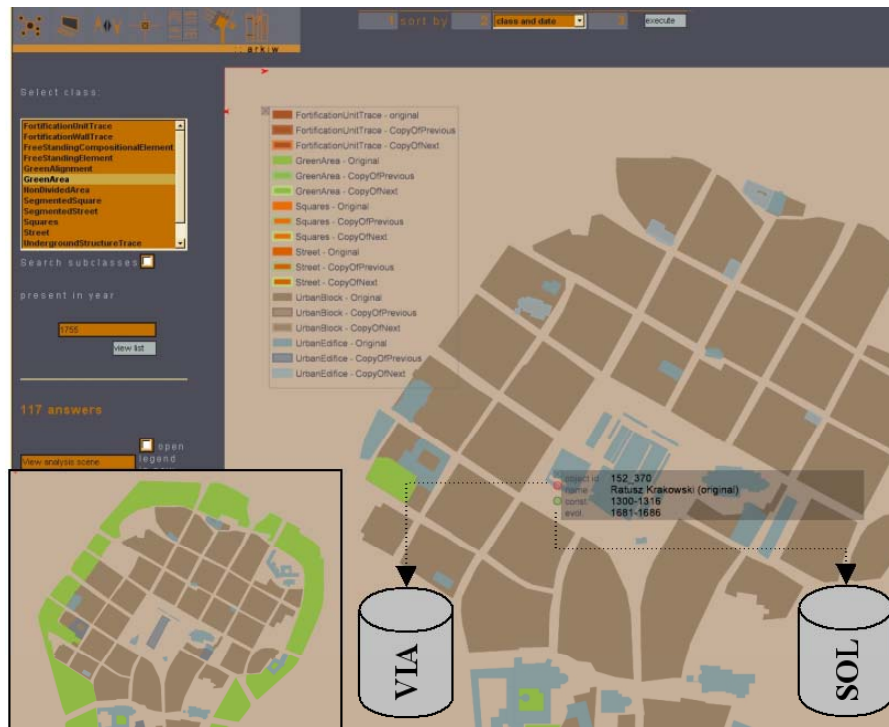 1 sort by 2 class and date 3 execute
:: arkiw
Select class:
FortificationUnitTrace
FortificationWallTrace
FreeStandingCompositionalElement
FreeStandingElement
GreenAlignment
GreenArea
NonDividedArea
SegmentedSquare
SegmentedStreet
Squares
Street
UndergroundStructureTrace
Search subclasses
present in year
1755
view list
117 answers
open
legend
View analysis scene
FortificationUnitTrace - original
FortificationUnitTrace - CopyOfPrevious
FortificationUnitTrace - CopyOfNext
GreenArea - Original
GreenArea - CopyOfPrevious
GreenArea - CopyOfNext
Squares - Original
Squares - CopyOfPrevious
Squares - CopyOfNext
Street - Original
Street - CopyOfPrevious
Street - CopyOfNext
UrbanBlock - Original
UrbanBlock - CopyOfPrevious
UrbanBlock - CopyOfNext
UrbanEdifice - Original
UrbanEdifice - CopyOfPrevious
UrbanEdifice - CopyOfNext
object id 152_370
name Ratusz Krakowski (original)
const. 1300-1316
evol. 1681-1686
VIA
SOL